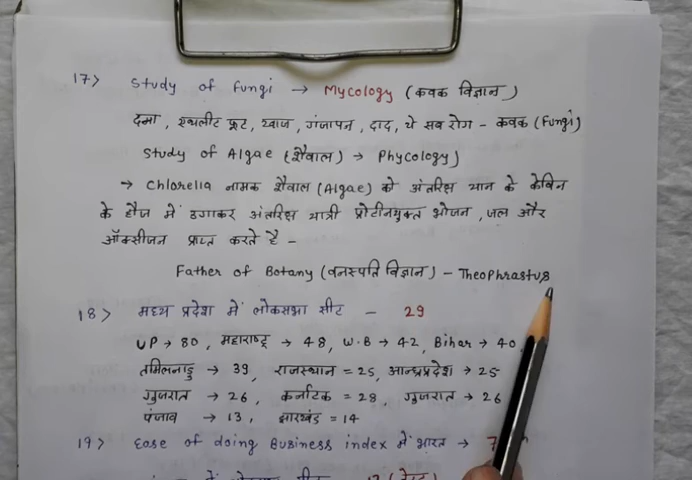 17> Study of Fungi → Mycology (कवक विज्ञान)
दमा, एथलीट फूट, खाज, गंजापन, दाद, ये सब रोग - कवक (Fungi)
Study of Algae (शैवाल) → Phycology)
→ Chlorella नामक शैवाल (Algae) को अंतरिक्ष यान के केबिन
के हौज में उगाकर अंतरिक्ष यात्री प्रोटीनयुक्त भोजन, जल और
ऑक्सीजन प्राप्त करते है -
Father of Botany (वनस्पति विज्ञान) - Theophrastus
18> मध्य प्रदेश में लोकसभा सीट - 29
UP → 80, महाराष्ट्र → 48, W.B → 42, Bihar → 40
तमिलनाडु → 39, राजस्थान = 25, आन्ध्रप्रदेश → 25
गुजरात → 26, कर्नाटक = 28, गुजरात → 26
पंजाब → 13, झारखंड = 14
19> Ease of doing Business index में भारत →